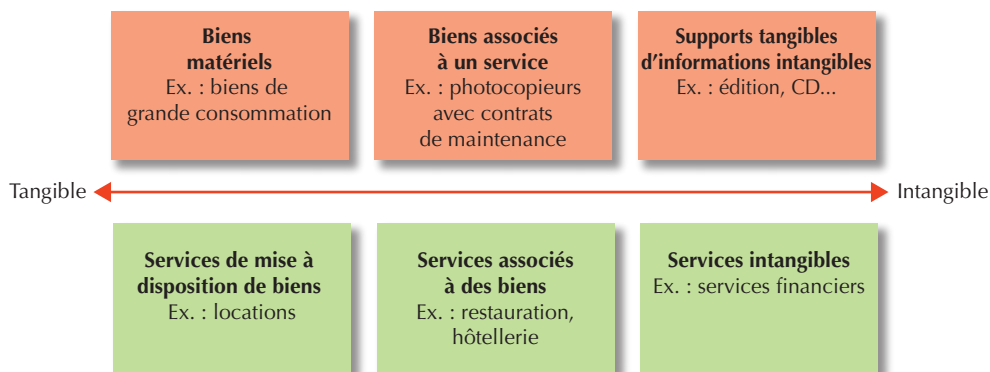 Biens
matériels
Ex. : biens de
grande consommation
Biens associés
à un service
Ex. : photocopieurs
avec contrats
de maintenance
Supports tangibles
d’informations intangibles
Ex. : édition, CD...
Tangible
Intangible
Services de mise à
disposition de biens
Ex. : locations
Services associés
à des biens
Ex. : restauration,
hôtellerie
Services intangibles
Ex. : services financiers